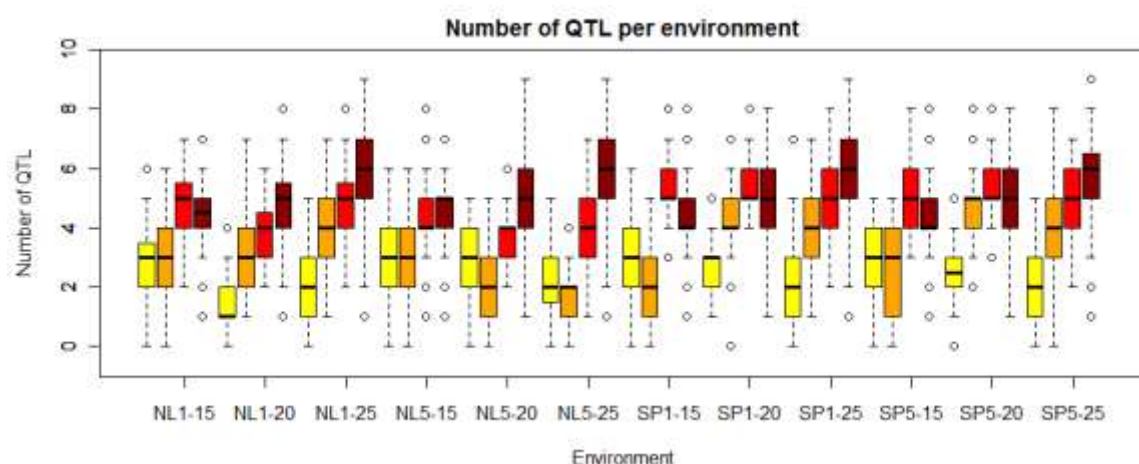 Number of QTL per environment
10
8
6
4
2
0
Number of QTL
NL1-15 NL1-20 NL1-25 NL5-15 NL5-20 NL5-25 SP1-15 SP1-20 SP1-25 SP5-15 SP5-20 SP5-25
Environment